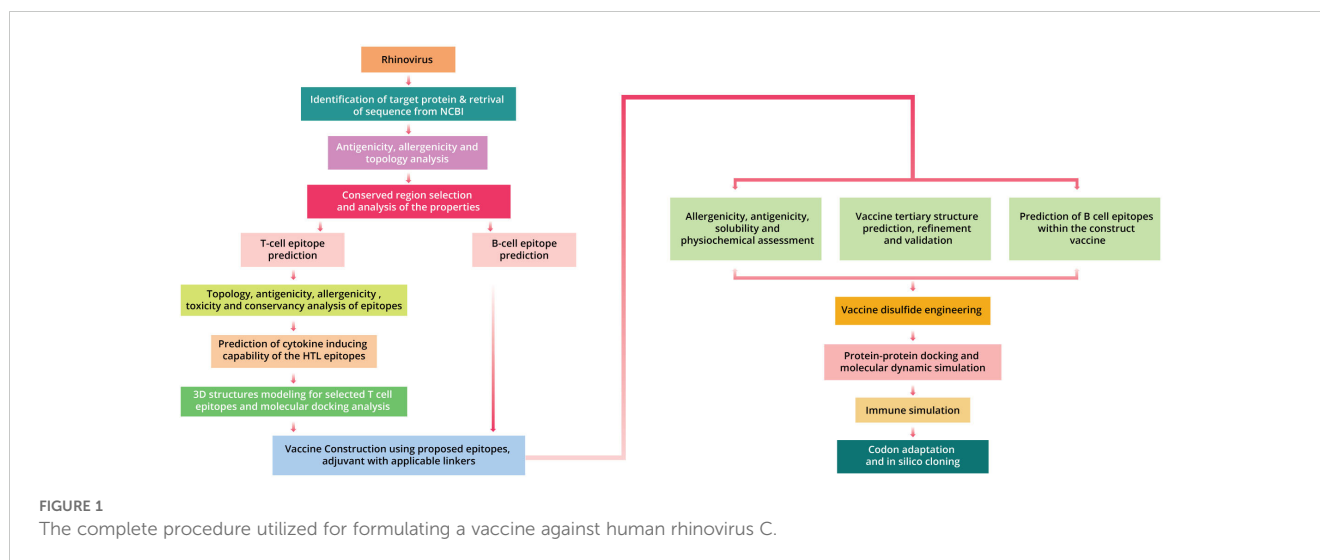 Rhinovirus
Identification of target protein & retrival
of sequence from NCBI
Antigenicity, allergenicity and
topology analysis
Conserved region selection
and analysis of the properties
T-cell epitope
prediction
B-cell epitope
prediction
Topology, antigenicity, allergenicity ,
toxicity and conservancy analysis of epitopes
Prediction of cytokine inducing
capability of the HTL epitopes
3D structures modeling for selected T cell
epitopes and molecular docking analysis
Vaccine Construction using proposed epitopes,
adjuvant with applicable linkers
Allergenicity, antigenicity,
solubility and
physiochemical assessment
Vaccine tertiary structure
prediction, refinement
and validation
Prediction of B cell epitopes
within the construct
vaccine
Vaccine disulfide engineering
Protein-protein docking and
molecular dynamic simulation
Immune simulation
Codon adaptation
and in silico cloning
FIGURE 1
The complete procedure utilized for formulating a vaccine against human rhinovirus C.